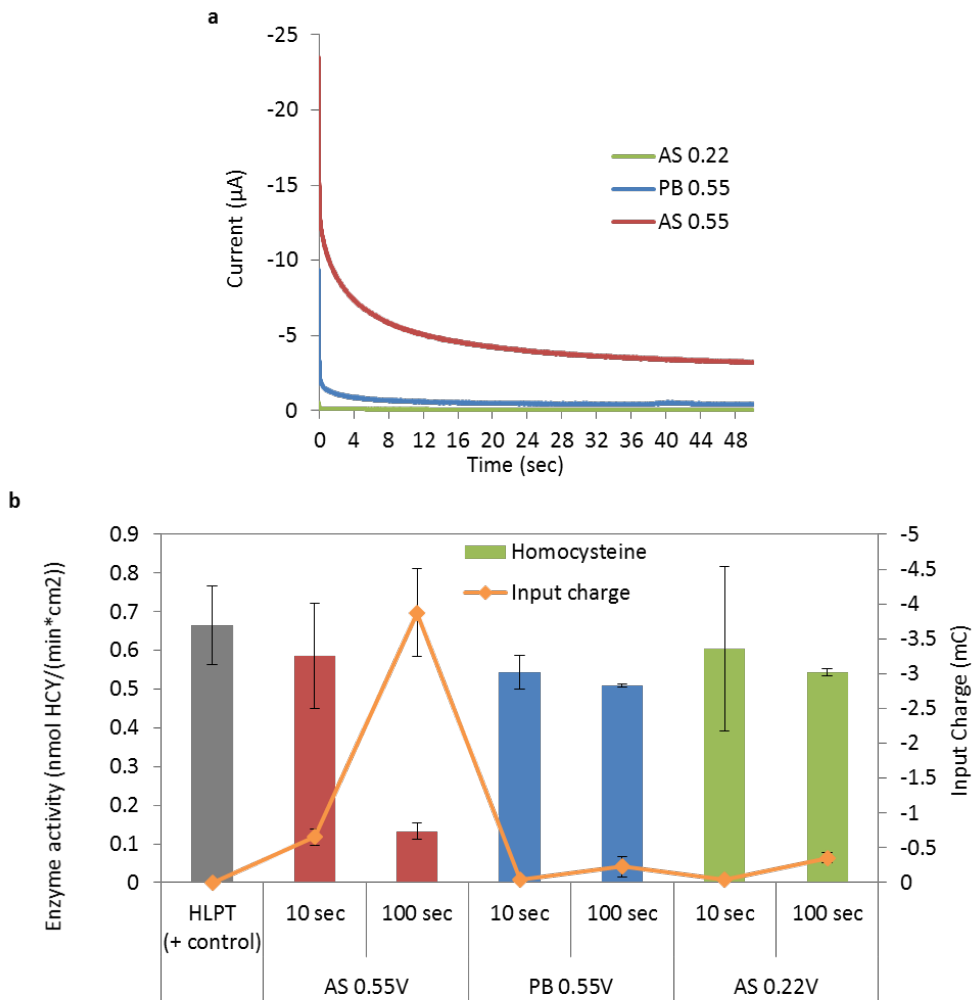 a
-25
-20
-15
-10
-5
0
Current (µA)
AS 0.22
PB 0.55
AS 0.55
0 4 8 12 16 20 24 28 32 36 40 44 48
Time (sec)
b
Enzyme activity (nmol HCY/(min*cm2))
0.9
0.8
0.7
0.6
0.5
0.4
0.3
0.2
0.1
0
Homocysteine
Input charge
-5
-4.5
-4
-3.5
-3
-2.5
-2
-1.5
-1
-0.5
0
Input Charge (mC)
HLPT 10 sec 100 sec 10 sec 100 sec 10 sec 100 sec
(+ control)
AS 0.55V PB 0.55V AS 0.22V